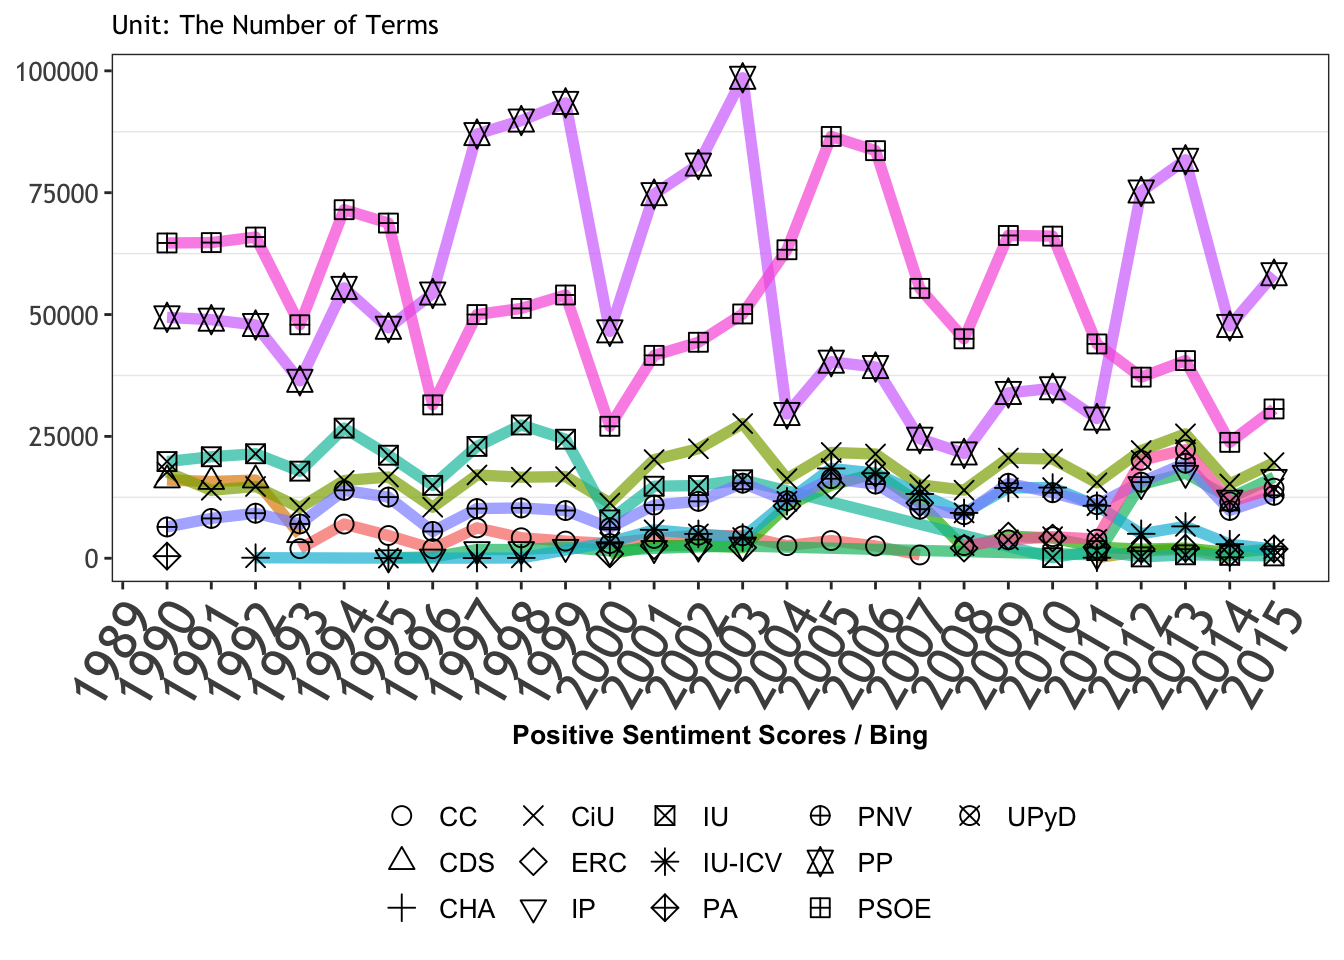 Unit: The Number of Terms
100000
75000
50000
25000
0
1989 1990 1991 1992 1993 1994 1995 1996 1997 1998 1999 2000 2001 2002 2003 2004 2005 2006 2007 2008 2009 2010 2011 2012 2013 2014 2015
Positive Sentiment Scores / Bing
CC CiU IU PNV UPyD
CDS ERC IU-ICV PP
CHA IP PA PSOE